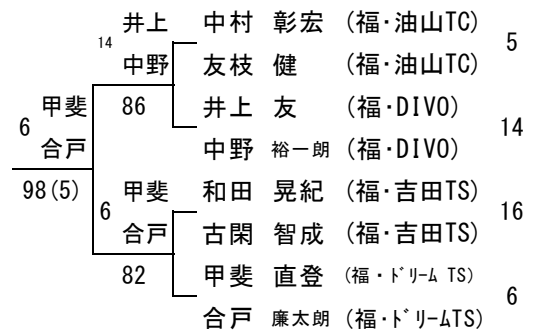 井上 中村 彰宏 (福・油山TC) 5
14
中野 友枝 健 (福・油山TC)
甲斐 86 井上 友 (福・DIVO) 14
6
合戸 中野 裕一朗 (福・DIVO)
98(5) 甲斐 和田 晃紀 (福・吉田TS) 16
6
合戸 古閑 智成 (福・吉田TS)
82 甲斐 直登 (福・ドリーム TS) 6
合戸 廉太朗 (福・ドリームTS)